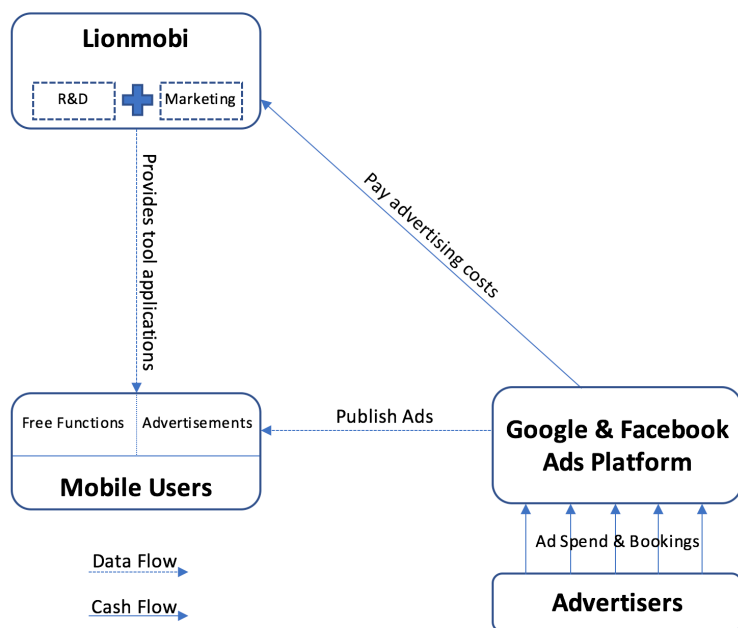 Lionmobi
R&D
Marketing
Provides tool applications
Pay advertising costs
Free Functions
Advertisements
Mobile Users
Publish Ads
Google & Facebook
Ads Platform
Ad Spend & Bookings
Advertisers
Data Flow
Cash Flow